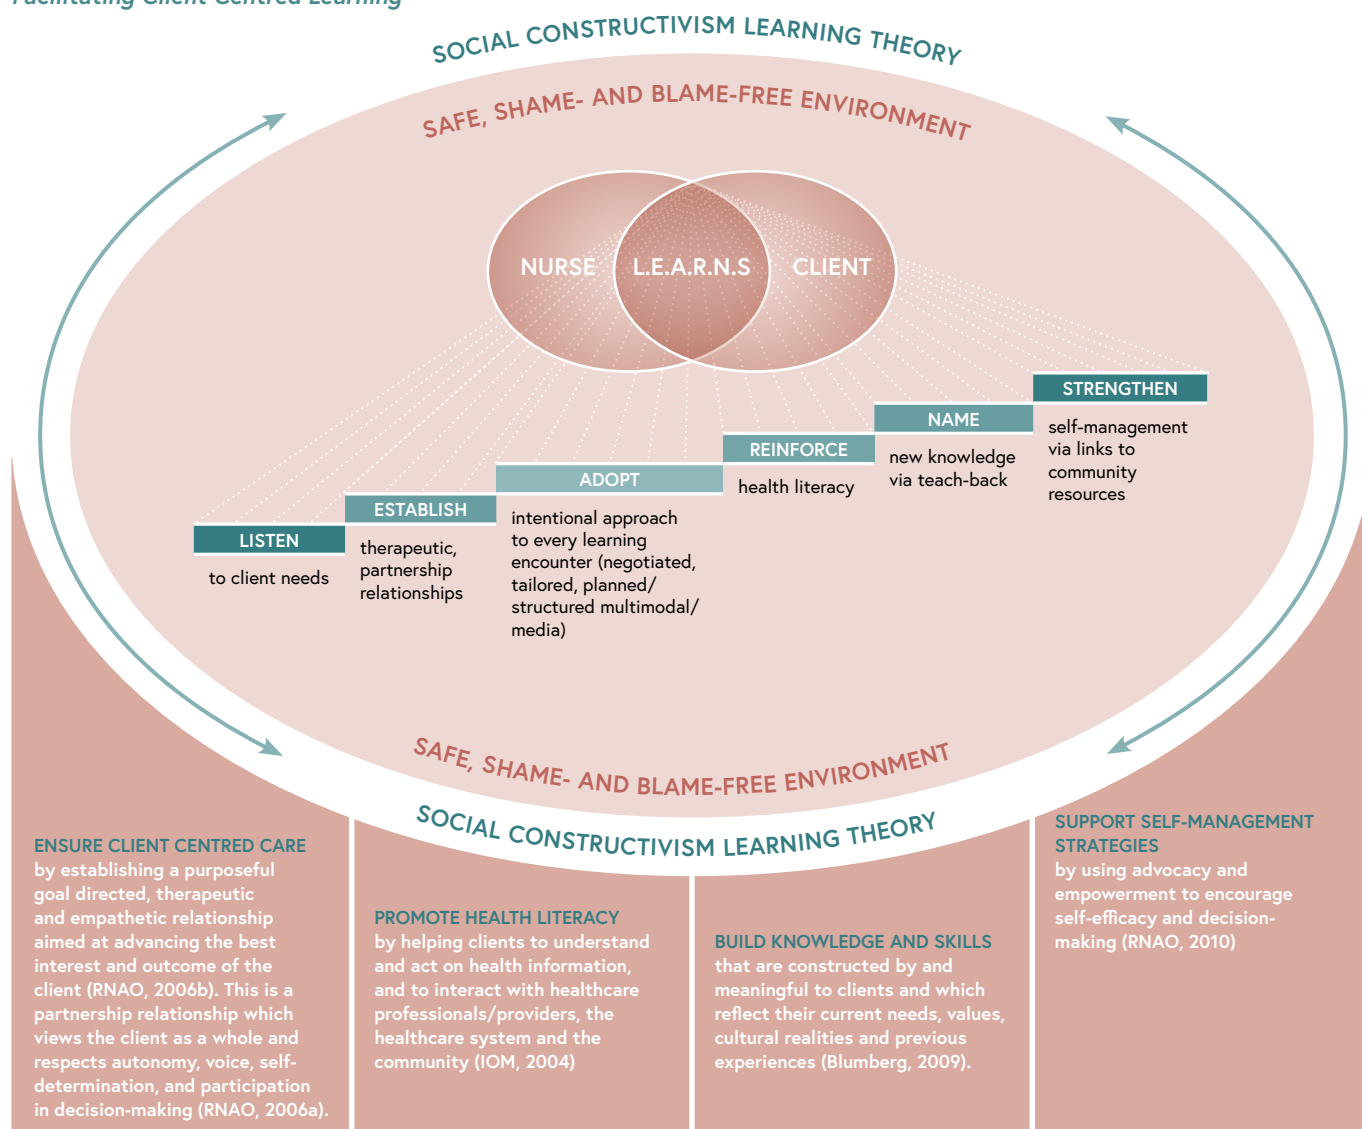 Facilitating Client Centred Learning
SOCIAL CONSTRUCTIVISM LEARNING THEORY
SAFE, SHAME- AND BLAME-FREE ENVIRONMENT
NURSE
L.E.A.R.N.S
CLIENT
LISTEN
to client needs
ESTABLISH
therapeutic,
partnership
relationships
ADOPT
intentional approach
to every learning
encounter (negotiated,
tailored, planned/
structured multimodal/
media)
REINFORCE
health literacy
NAME
new knowledge
via teach-back
STRENGTHEN
self-management
via links to
community
resources
SAFE, SHAME- AND BLAME-FREE ENVIRONMENT
SOCIAL CONSTRUCTIVISM LEARNING THEORY
ENSURE CLIENT CENTRED CARE
by establishing a purposeful
goal directed, therapeutic
and empathetic relationship
aimed at advancing the best
interest and outcome of the
client (RNAO, 2006b). This is a
partnership relationship which
views the client as a whole and
respects autonomy, voice, self-
determination, and participation
in decision-making (RNAO, 2006a).
PROMOTE HEALTH LITERACY
by helping clients to understand
and act on health information,
and to interact with healthcare
professionals/providers, the
healthcare system and the
community (IOM, 2004)
BUILD KNOWLEDGE AND SKILLS
that are constructed by and
meaningful to clients and which
reflect their current needs, values,
cultural realities and previous
experiences (Blumberg, 2009).
SUPPORT SELF-MANAGEMENT
STRATEGIES
by using advocacy and
empowerment to encourage
self-efficacy and decision-
making (RNAO, 2010)